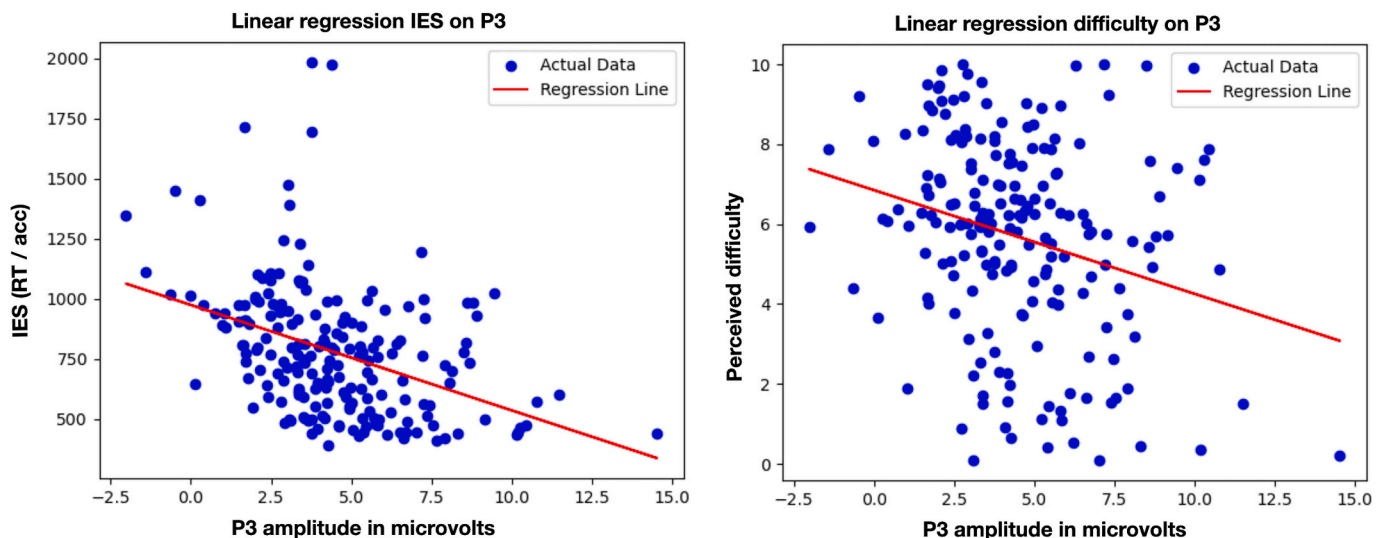 Linear regression IES on P3
2000
1750
1500
1250
1000
750
500
IES (RT / acc)
Actual Data
Regression Line
−2.5 0.0 2.5 5.0 7.5 10.0 12.5 15.0
P3 amplitude in microvolts
Linear regression difficulty on P3
10
8
6
4
2
0
Perceived difficulty
Actual Data
Regression Line
−2.5 0.0 2.5 5.0 7.5 10.0 12.5 15.0
P3 amplitude in microvolts